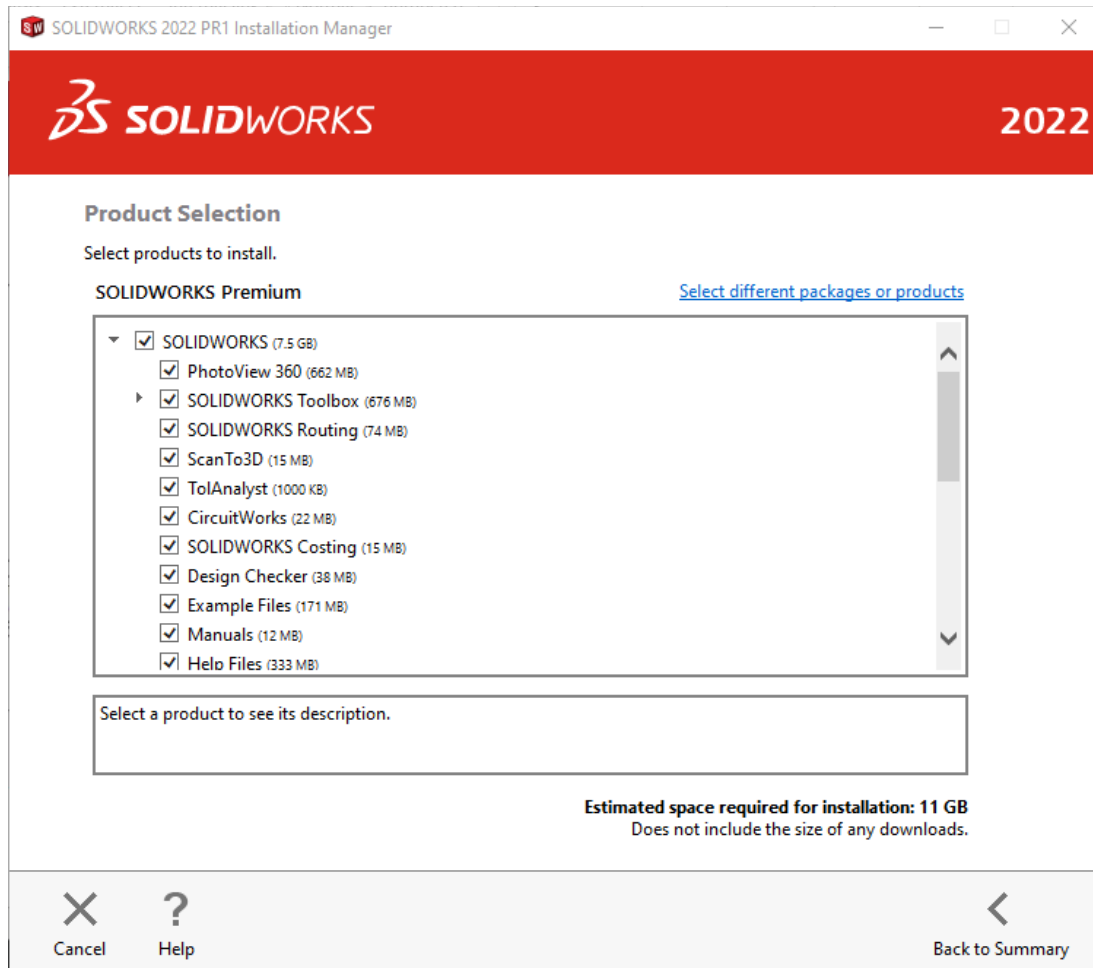 SOLIDWORKS 2022 PR1 Installation Manager
SOLIDWORKS 2022
Product Selection
Select products to install.
SOLIDWORKS Premium Select different packages or products
SOLIDWORKS (7.5 GB)
PhotoView 360 (662 MB)
SOLIDWORKS Toolbox (676 MB)
SOLIDWORKS Routing (74 MB)
ScanTo3D (15 MB)
TolAnalyst (1000 KB)
CircuitWorks (22 MB)
SOLIDWORKS Costing (15 MB)
Design Checker (38 MB)
Example Files (171 MB)
Manuals (12 MB)
Help Files (333 MB)
Select a product to see its description.
Estimated space required for installation: 11 GB
Does not include the size of any downloads.
Cancel Help Back to Summary